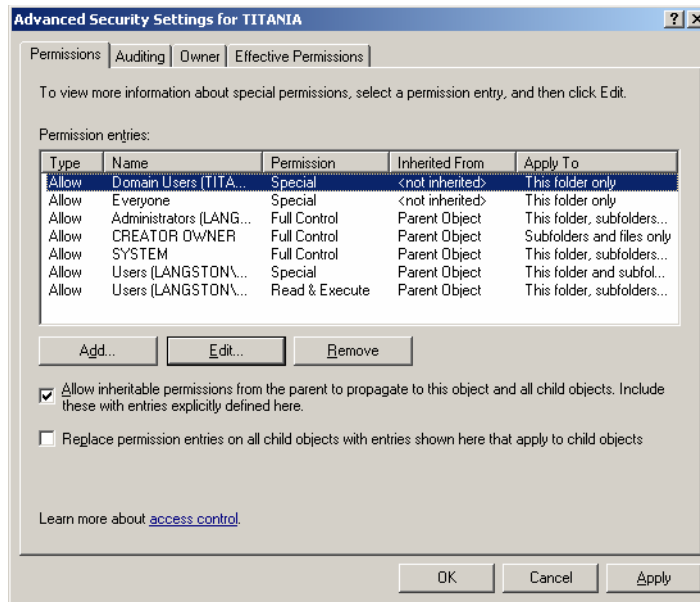 Advanced Security Settings for TITANIA
Permissions Auditing Owner Effective Permissions
To view more information about special permissions, select a permission entry, and then click Edit.
Permission entries:
Type Name Permission Inherited From Apply To
Allow Domain Users (TITA... Special <not inherited> This folder only
Allow Everyone Special <not inherited> This folder only
Allow Administrators (LANG... Full Control Parent Object This folder, subfolders...
Allow CREATOR OWNER Full Control Parent Object Subfolders and files only
Allow SYSTEM Full Control Parent Object This folder, subfolders...
Allow Users (LANGSTON\... Special Parent Object This folder and subfol...
Allow Users (LANGSTON\... Read & Execute Parent Object This folder, subfolders...
Add... Edit... Remove
Allow inheritable permissions from the parent to propagate to this object and all child objects. Include
these with entries explicitly defined here.
Replace permission entries on all child objects with entries shown here that apply to child objects
Learn more about access control.
OK Cancel Apply